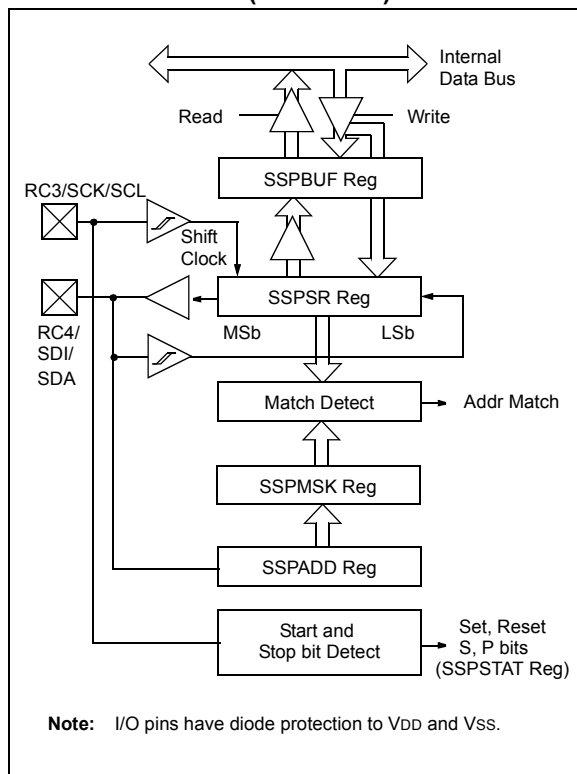 Internal
Data Bus
Read
Write
SSPBUF Reg
RC3/SCK/SCL
Shift
Clock
SSPSR Reg
MSb
LSb
RC4/
SDI/
SDA
Match Detect
Addr Match
SSPMSK Reg
SSPADD Reg
Start and
Stop bit Detect
Set, Reset
S, P bits
(SSPSTAT Reg)
Note: I/O pins have diode protection to VDD and VSS.